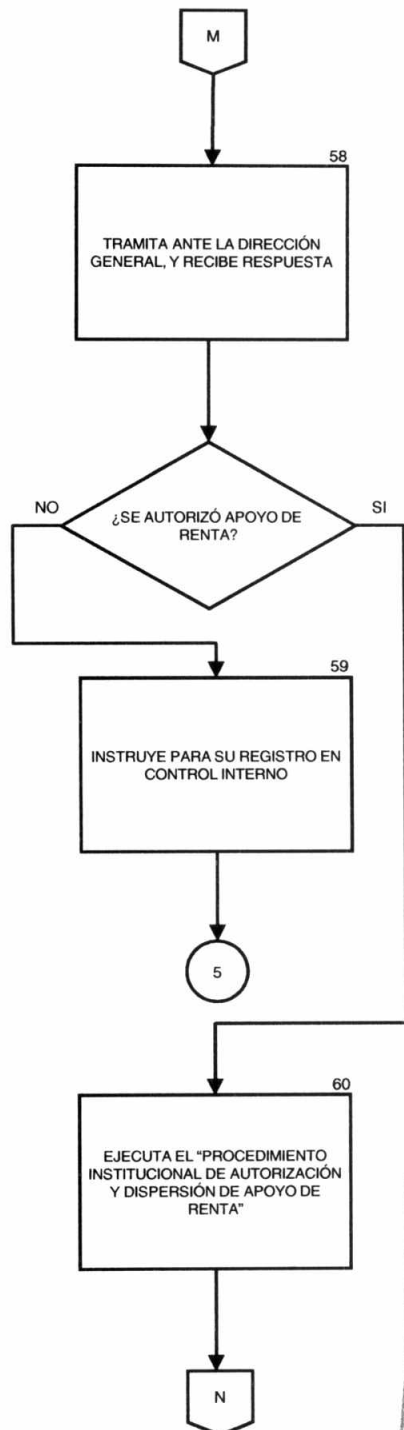 M
58
TRAMITA ANTE LA DIRECCIÓN
GENERAL, Y RECIBE RESPUESTA
NO
¿SE AUTORIZÓ APOYO DE
RENTA?
SI
59
INSTRUYE PARA SU REGISTRO EN
CONTROL INTERNO
5
60
EJECUTA EL “PROCEDIMIENTO
INSTITUCIONAL DE AUTORIZACIÓN
Y DISPERSIÓN DE APOYO DE
RENTA”
N